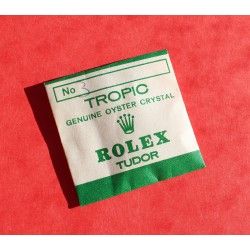 No
TROPIC
GENUINE OYSTER CRYSTAL
ROLEX
TUDOR